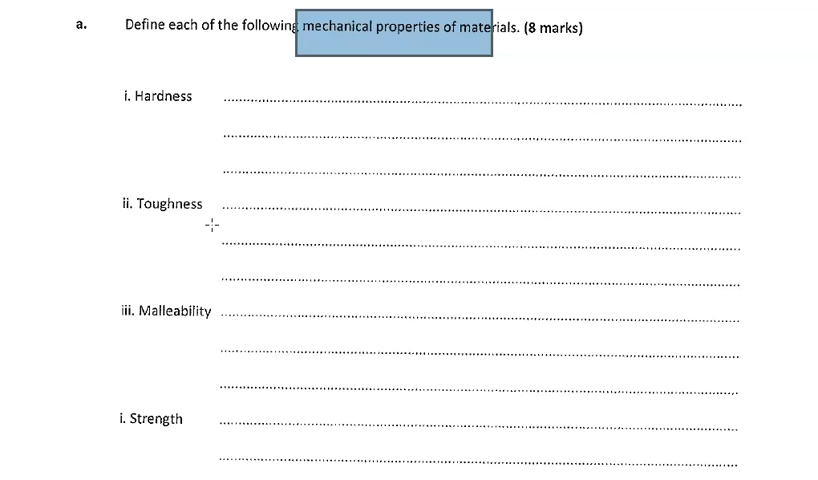 a. Define each of the following mechanical properties of materials. (8 marks)
i. Hardness
ii. Toughness
iii. Malleability
i. Strength